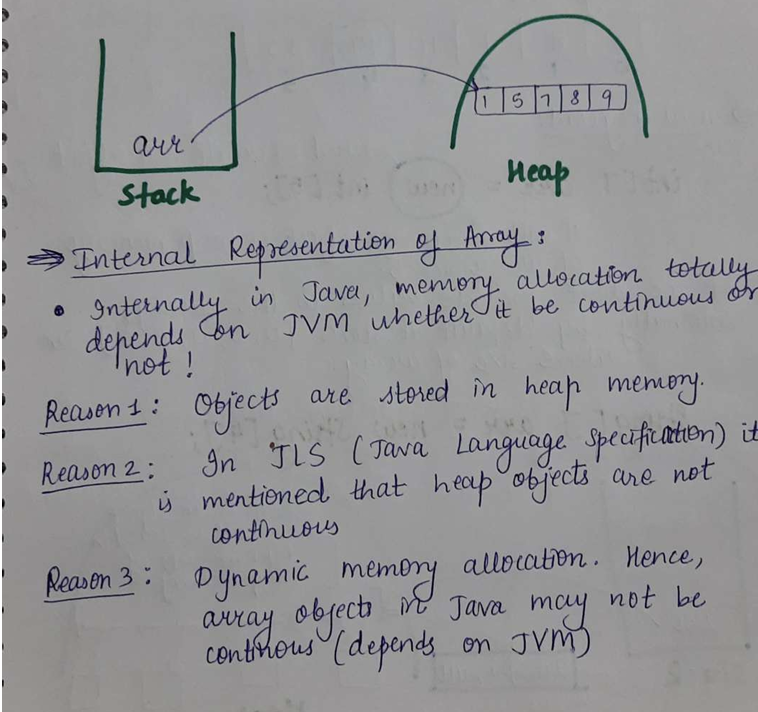 arr
Stack
1 5 7 8 9
Heap
⇒ Internal Representation of Array :
• Internally in Java, memory allocation totally
depends on JVM whether it be continuous or
not !
Reason 1 : Objects are stored in heap memory.
Reason 2 : In JLS (Java Language Specification) it
is mentioned that heap objects are not
continuous
Reason 3 : Dynamic memory allocation. Hence,
array objects in Java may not be
continous (depends on JVM)